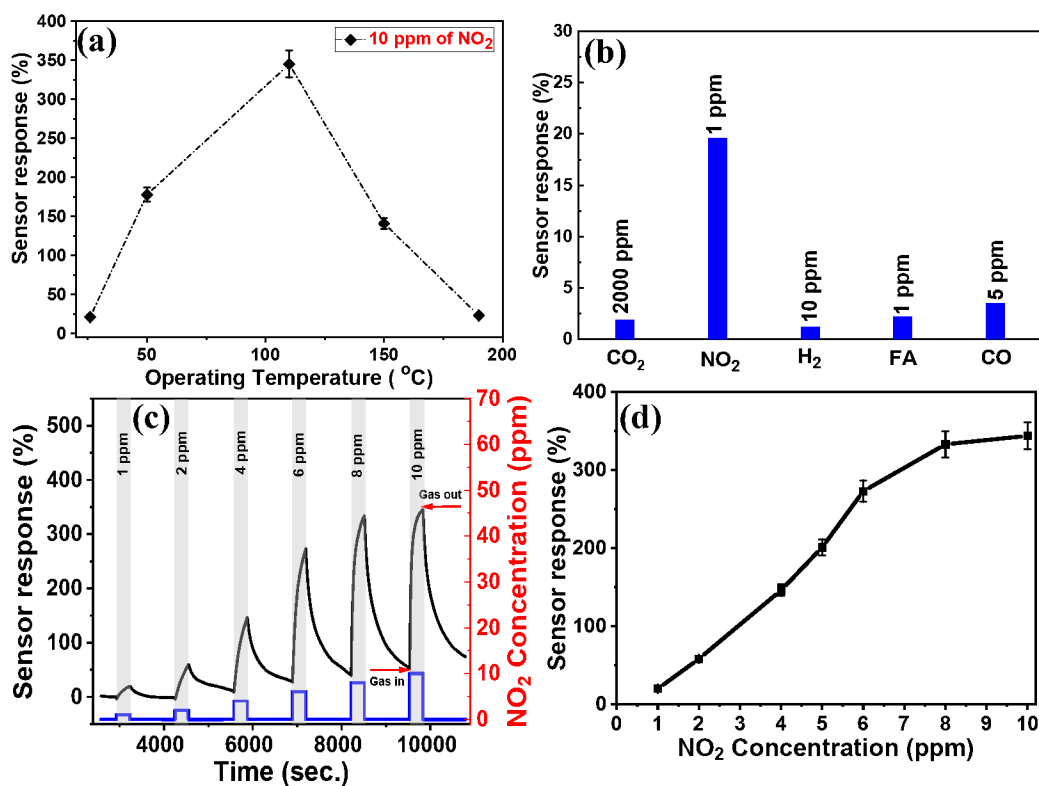 (a)
10 ppm of NO₂
Sensor response (%)
400
350
300
250
200
150
100
50
0
50
100
150
200
Operating Temperature ( °C)
(b)
Sensor response (%)
30
25
20
15
10
5
0
2000 ppm
1 ppm
10 ppm
1 ppm
5 ppm
CO₂
NO₂
H₂
FA
CO
(c)
Sensor response (%)
500
400
300
200
100
0
1 ppm
2 ppm
4 ppm
6 ppm
8 ppm
10 ppm
Gas out
Gas in
70
60
50
40
30
20
10
0
NO₂ Concentration (ppm)
4000
6000
8000
10000
Time (sec.)
(d)
Sensor response (%)
400
300
200
100
0
0
1
2
3
4
5
6
7
8
9
10
NO₂ Concentration (ppm)